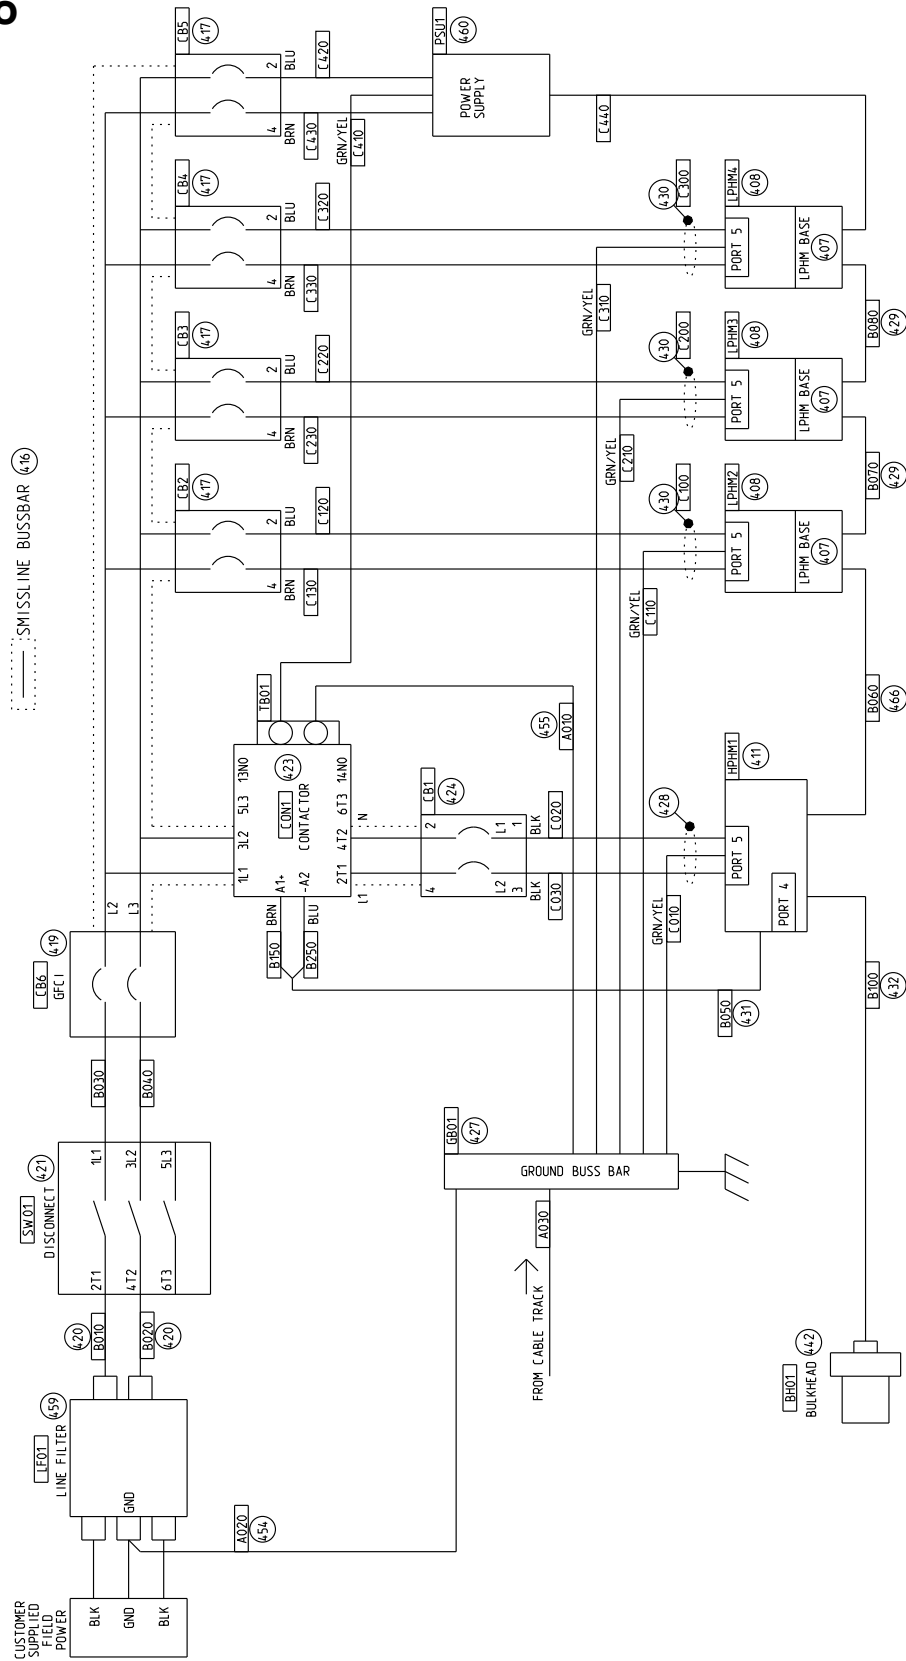 SMISSLINE BUSSBAR 416
CUSTOMER
SUPPLIED
FIELD
POWER
BLK
GND
BLK
LF01
LINE FILTER
459
GND
A020
454
420
B010
B020
420
SW01
DISCONNECT
421
2T1
1L1
4T2
3L2
6T3
5L3
B030
B040
CB6
GFCI
419
L2
L3
CB2
417
4
2
BRN
BLU
C130
C120
CB3
417
4
2
BRN
BLU
C230
C220
CB4
417
4
2
BRN
BLU
C330
C320
CB5
417
4
2
BRN
BLU
C430
C420
GRN/YEL
C410
PSU1
460
POWER
SUPPLY
C440
TB01
1L1 3L2 5L3 13NO
A1+
-A2
CON1
CONTACTOR
423
2T1 4T2 6T3 14NO
BRN
BLU
B150
B250
L1
N
CB1
424
4
2
L2
L1
3
1
BLK
BLK
C030
C020
455
A010
GB01
427
GROUND BUSS BAR
A030
FROM CABLE TRACK
GRN/YEL
C010
GRN/YEL
C110
GRN/YEL
C210
GRN/YEL
C310
428
430
C100
430
C200
430
C300
HPHM1
411
PORT 5
PORT 4
B050
431
LPHM2
408
PORT 5
LPHM BASE
407
LPHM3
408
PORT 5
LPHM BASE
407
LPHM4
408
PORT 5
LPHM BASE
407
B100
432
B060
466
B070
429
B080
429
BH01
BULKHEAD
442